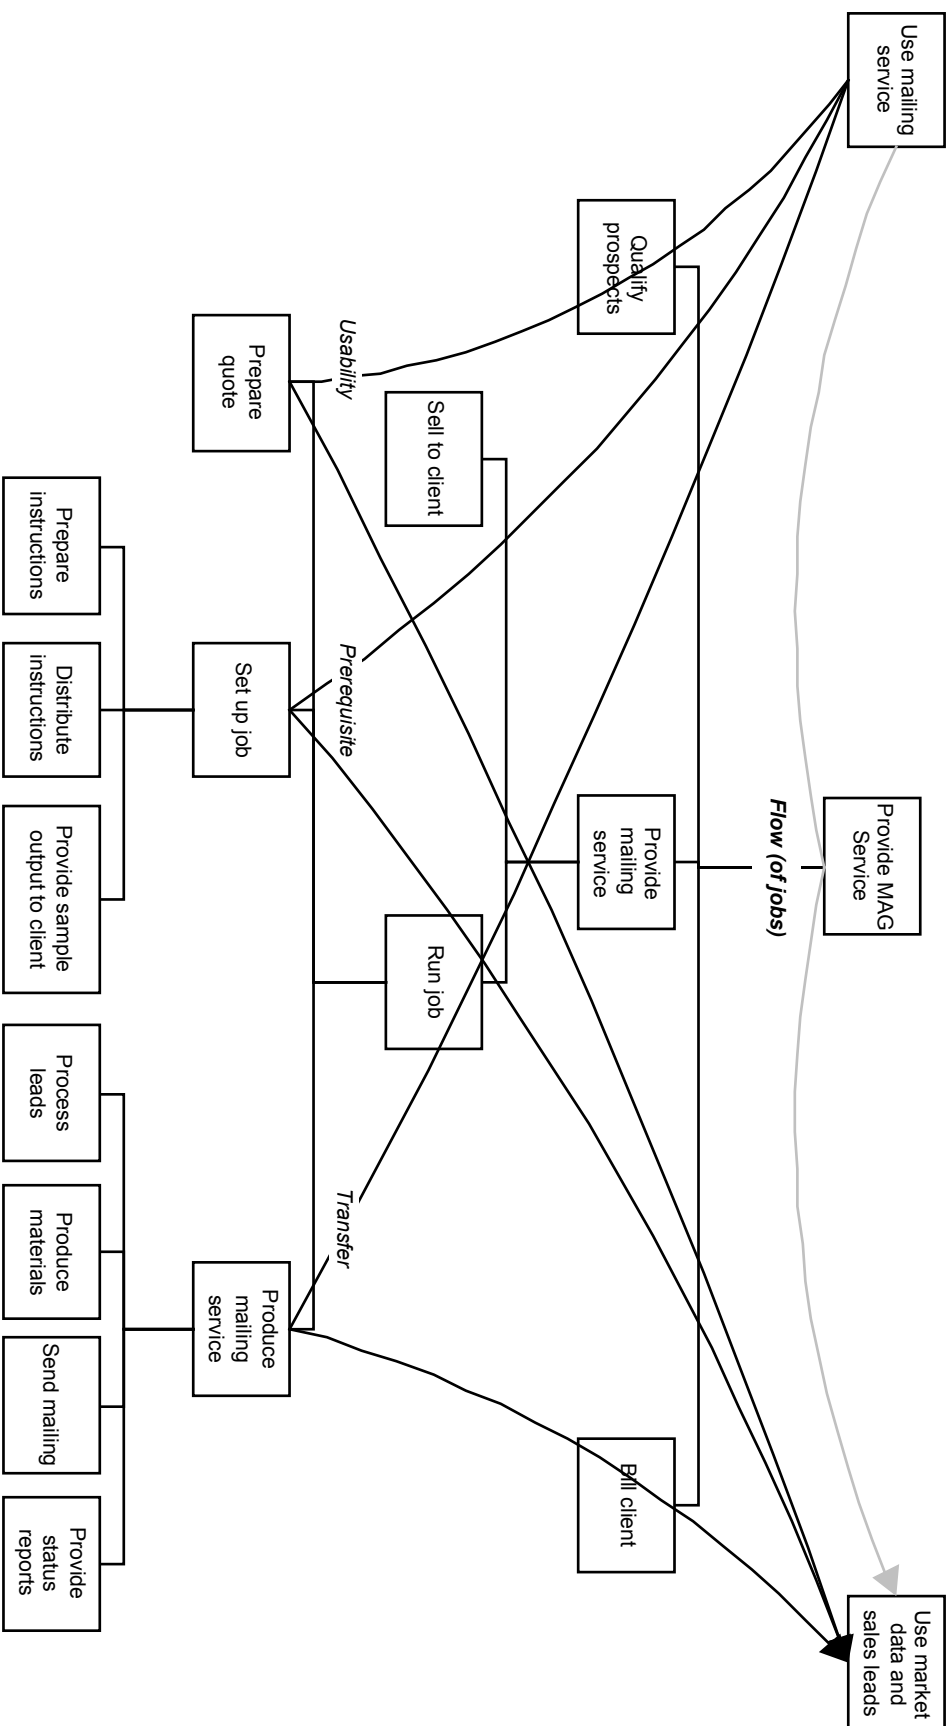 Use mailing
service
Provide MAG
Service
Use market
data and
sales leads
Flow (of jobs)
Qualify
prospects
Provide
mailing
service
Bill client
Sell to client
Run job
Usability
Prerequisite
Transfer
Prepare
quote
Set up job
Produce
mailing
service
Prepare
instructions
Distribute
instructions
Provide sample
output to client
Process
leads
Produce
materials
Send mailing
Provide
status
reports